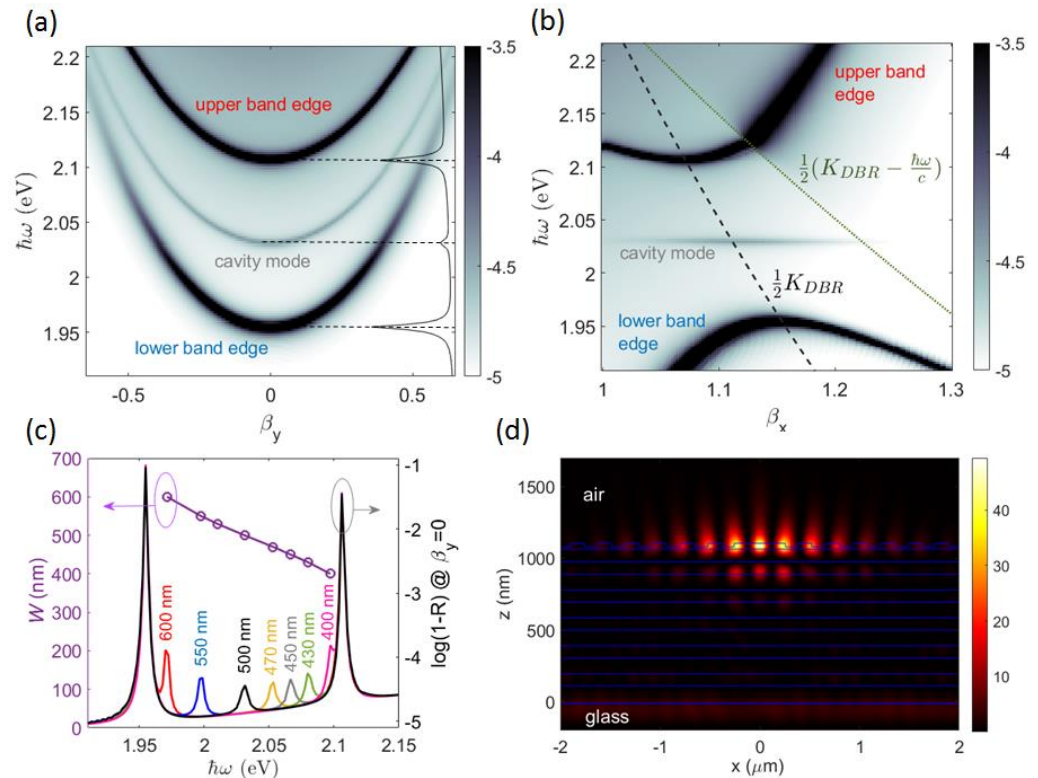 (a)
2.2
2.15
2.1
2.05
2
1.95
ħω (eV)
upper band edge
cavity mode
lower band edge
-0.5
0
0.5
β_y
-3.5
-4
-4.5
-5
(b)
2.2
2.15
2.1
2.05
2
1.95
ħω (eV)
upper band
edge
½(K_DBR − ħω/c)
cavity mode
½K_DBR
lower band
edge
1
1.1
1.2
1.3
β_x
-3.5
-4
-4.5
-5
(c)
700
600
500
400
300
200
100
0
W (nm)
600 nm
550 nm
500 nm
470 nm
450 nm
430 nm
400 nm
-1
-2
-3
-4
-5
log(1-R) @ β_y=0
1.95
2
2.05
2.1
2.15
ħω (eV)
(d)
1500
1000
500
0
z (nm)
air
glass
-2
-1
0
1
2
x (μm)
40
30
20
10